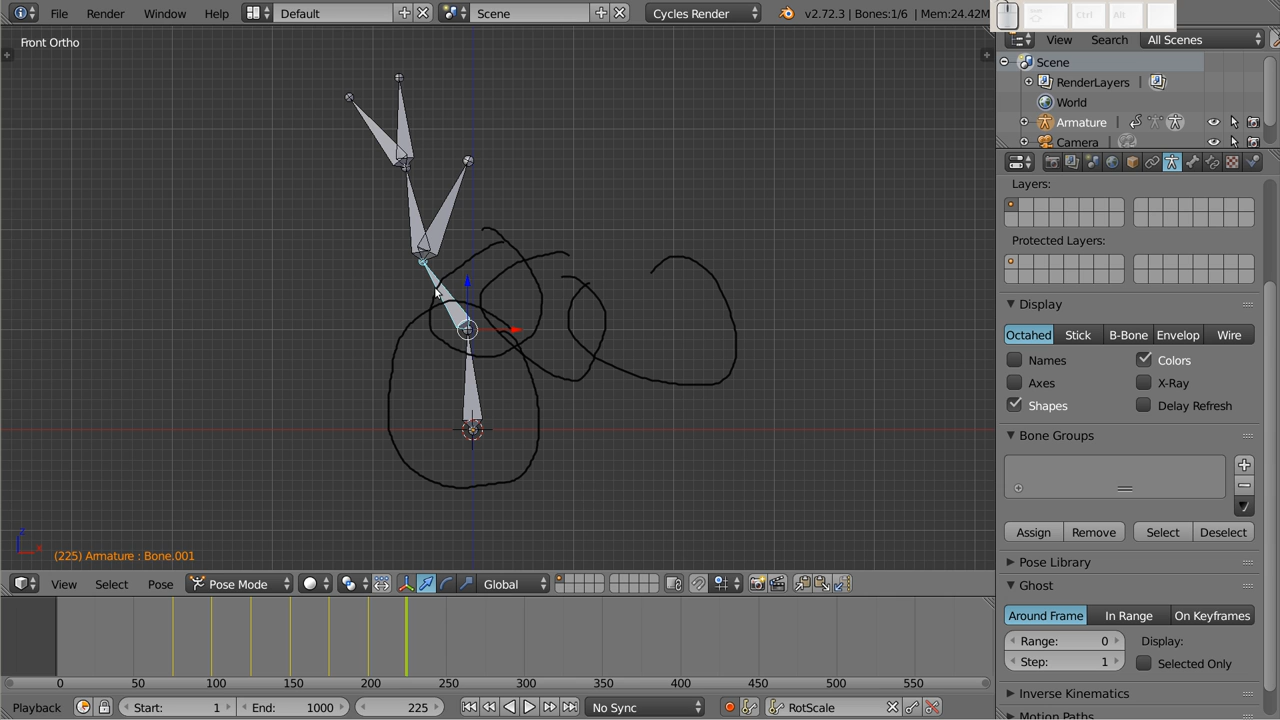 File Render Window Help Default Scene Cycles Render v2.72.3 | Bones:1/6 | Mem:24.42M Ctrl Alt
Front Ortho
View Search All Scenes
Scene
RenderLayers |
World
Armature |
Camera |
Layers:
Protected Layers:
Display
Octahed Stick B-Bone Envelop Wire
Names Colors
Axes X-Ray
Shapes Delay Refresh
Bone Groups
Assign Remove Select Deselect
Pose Library
Ghost
Around Frame In Range On Keyframes
Range: 0 Display:
Step: 1 Selected Only
Inverse Kinematics
Motion Paths
z
x
(225) Armature : Bone.001
View Select Pose Pose Mode Global
0 50 100 150 200 250 300 350 400 450 500 550
Playback Start: 1 End: 1000 225 No Sync RotScale